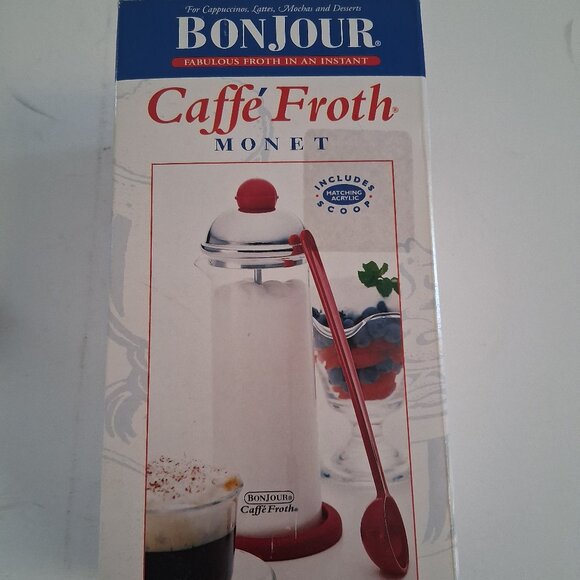 For Cappuccinos, Lattes, Mochas and Desserts
BONJOUR®
FABULOUS FROTH IN AN INSTANT
Caffé Froth®
MONET
INCLUDES
MATCHING
ACRYLIC
SCOOP
BONJOUR®
Caffé Froth®